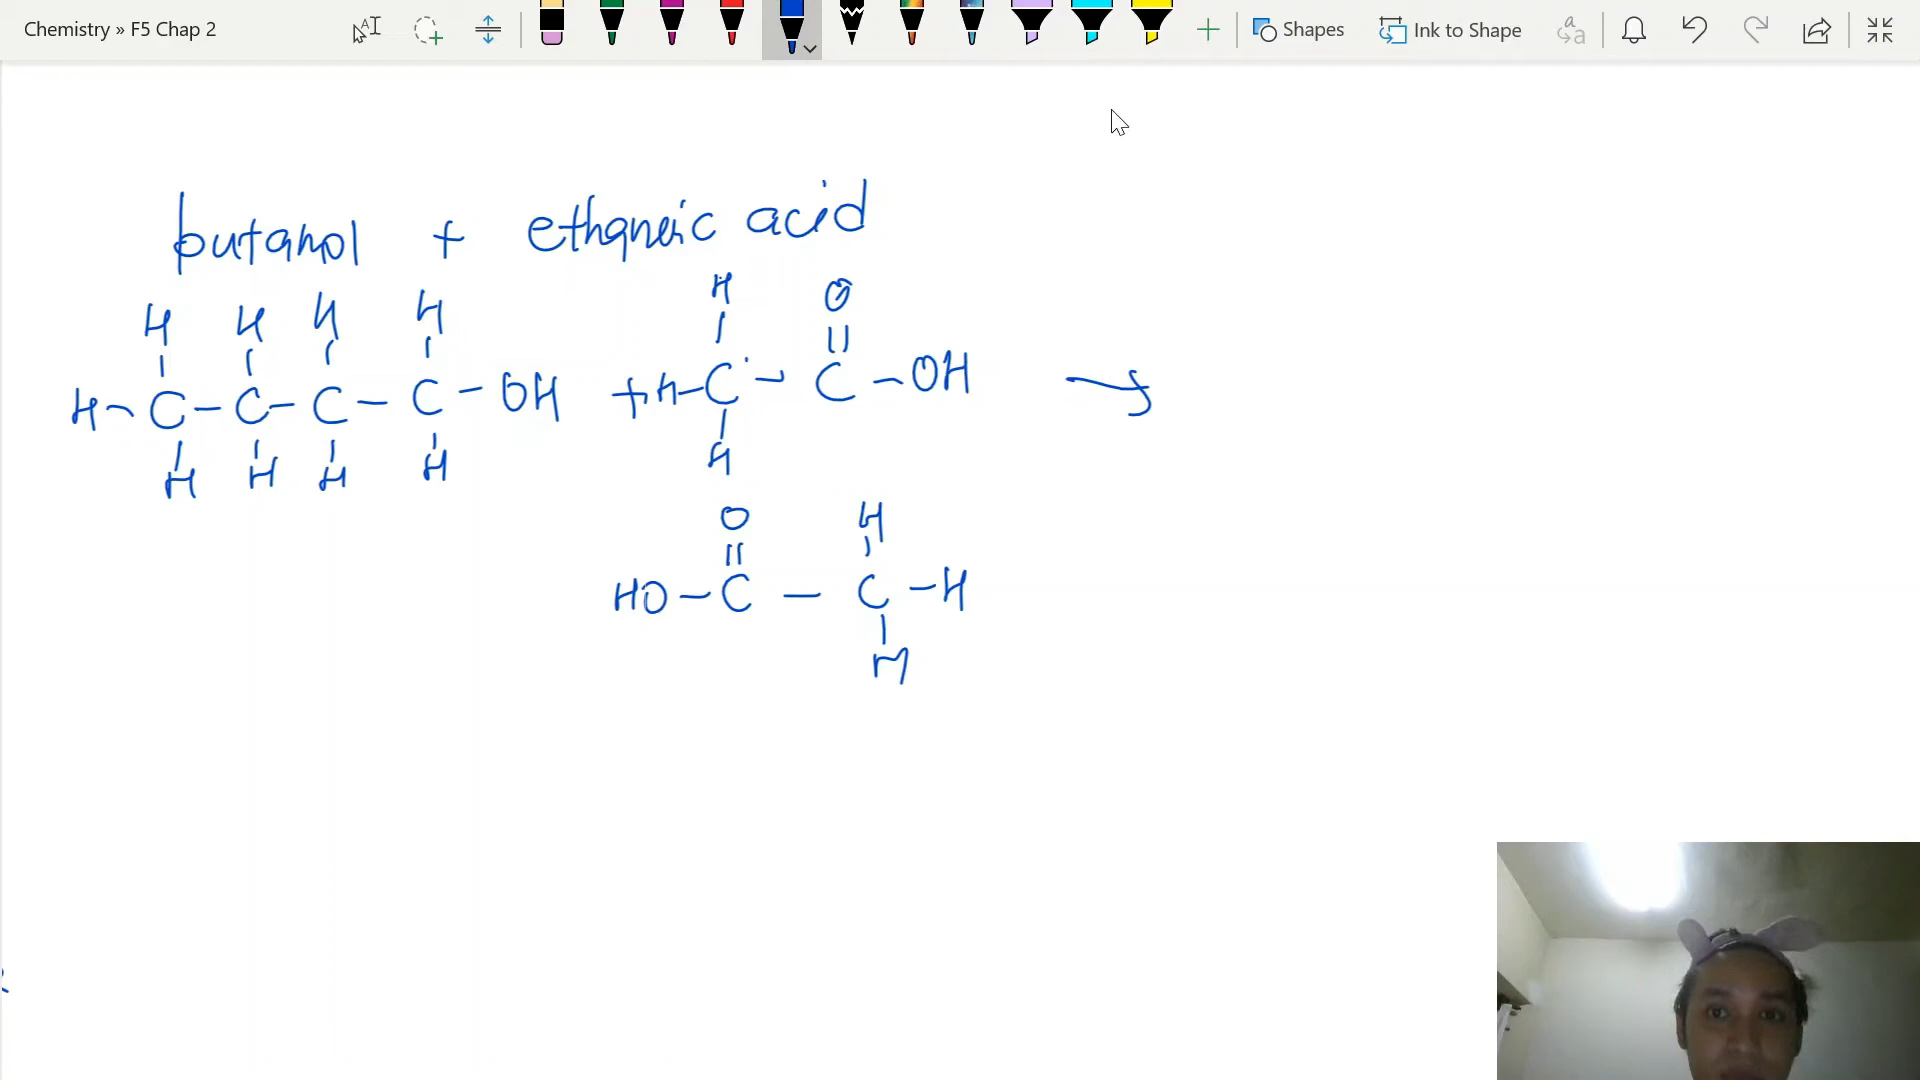 Chemistry » F5 Chap 2
Shapes
Ink to Shape
butanol + ethanoic acid
H H H H H O
H - C - C - C - C - OH + H - C - C - OH →
H H H H H
O H
HO - C - C - H
H